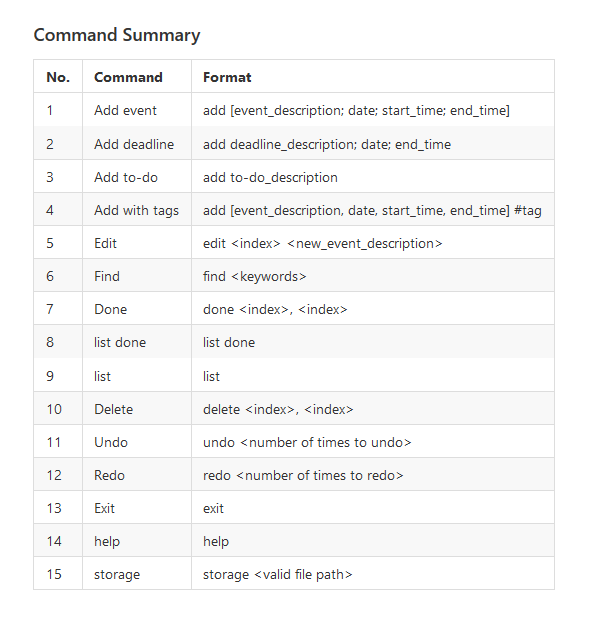 Command Summary
No. Command Format
1 Add event add [event_description; date; start_time; end_time]
2 Add deadline add deadline_description; date; end_time
3 Add to-do add to-do_description
4 Add with tags add [event_description, date, start_time, end_time] #tag
5 Edit edit <index> <new_event_description>
6 Find find <keywords>
7 Done done <index>, <index>
8 list done list done
9 list list
10 Delete delete <index>, <index>
11 Undo undo <number of times to undo>
12 Redo redo <number of times to redo>
13 Exit exit
14 help help
15 storage storage <valid file path>